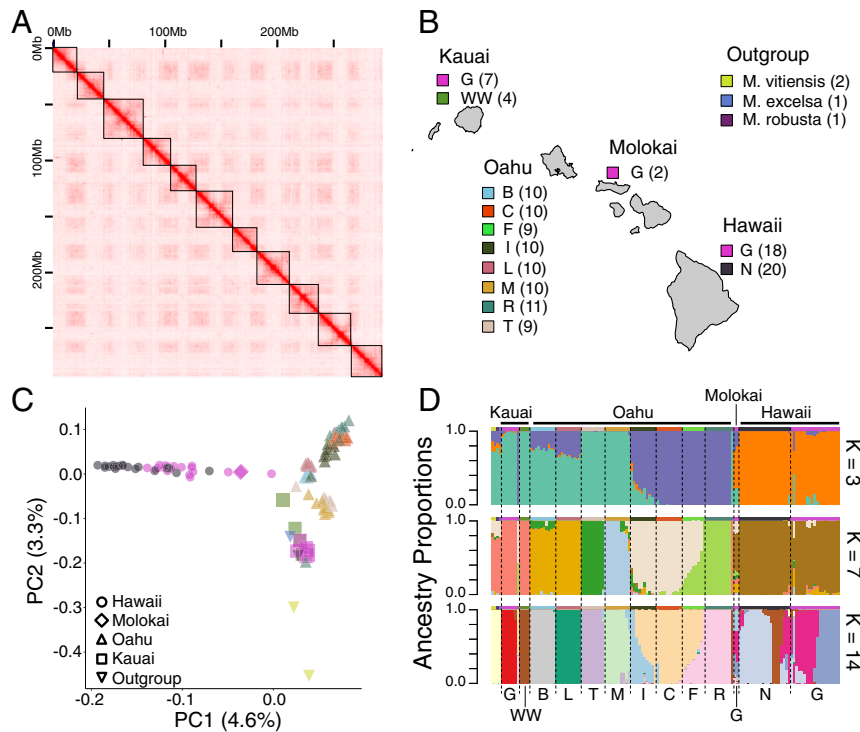 A
0Mb
100Mb
200Mb
0Mb
100Mb
200Mb
B
Kauai
G (7)
WW (4)
Outgroup
M. vitiensis (2)
M. excelsa (1)
M. robusta (1)
Molokai
G (2)
Oahu
B (10)
C (10)
F (9)
I (10)
L (10)
M (10)
R (11)
T (9)
Hawaii
G (18)
N (20)
C
0.1
0.0
-0.1
-0.2
-0.3
-0.4
PC2 (3.3%)
Hawaii
Molokai
Oahu
Kauai
Outgroup
-0.2
-0.1
0.0
PC1 (4.6%)
D
Molokai
Kauai
Oahu
Hawaii
Ancestry Proportions
1.0
0.0
K = 3
1.0
0.0
K = 7
1.0
0.0
K = 14
G
B
L
T
M
I
C
F
R
N
G
WW
G